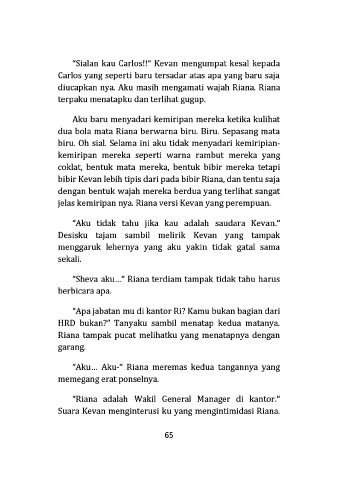 "Sialan kau Carlos!!" Kevan mengumpat kesal kepada
Carlos yang seperti baru tersadar atas apa yang baru saja
diucapkan nya. Aku masih mengamati wajah Riana. Riana
terpaku menatapku dan terlihat gugup.
Aku baru menyadari kemiripan mereka ketika kulihat
dua bola mata Riana berwarna biru. Biru. Sepasang mata
biru. Oh sial. Selama ini aku tidak menyadari kemiripian-
kemiripan mereka seperti warna rambut mereka yang
coklat, bentuk mata mereka, bentuk bibir mereka tetapi
bibir Kevan lebih tipis dari pada bibir Riana, dan tentu saja
dengan bentuk wajah mereka berdua yang terlihat sangat
jelas kemiripan nya. Riana versi Kevan yang perempuan.
"Aku tidak tahu jika kau adalah saudara Kevan."
Desisku tajam sambil melirik Kevan yang tampak
menggaruk lehernya yang aku yakin tidak gatal sama
sekali.
"Sheva aku…" Riana terdiam tampak tidak tahu harus
berbicara apa.
"Apa jabatan mu di kantor Ri? Kamu bukan bagian dari
HRD bukan?" Tanyaku sambil menatap kedua matanya.
Riana tampak pucat melihatku yang menatapnya dengan
garang.
"Aku… Aku-" Riana meremas kedua tangannya yang
memegang erat ponselnya.
"Riana adalah Wakil General Manager di kantor."
Suara Kevan menginterusi ku yang mengintimidasi Riana.
65